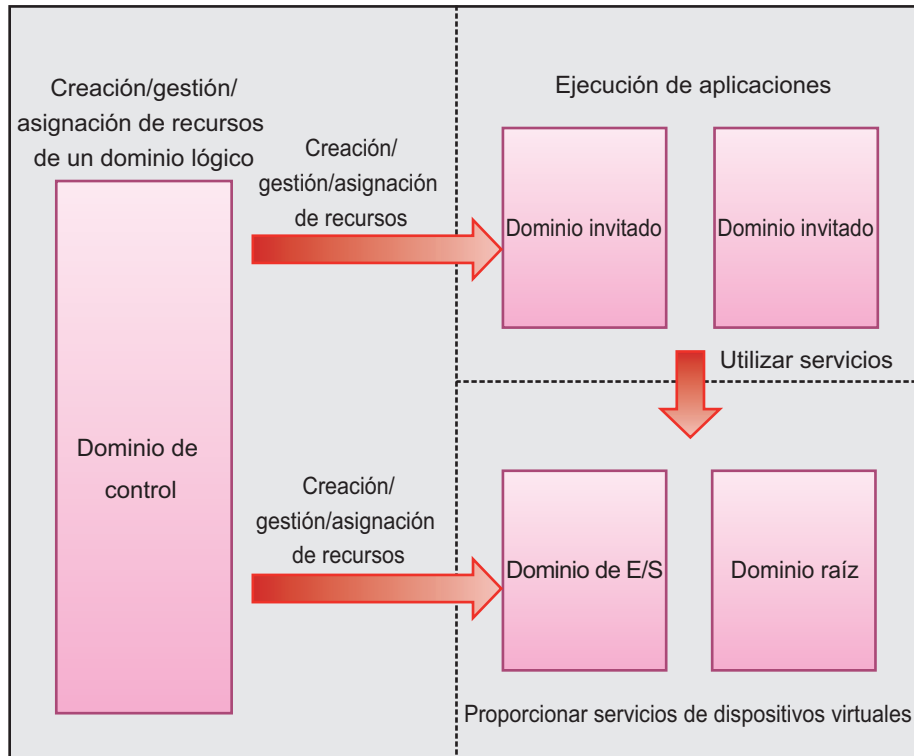 Creación/gestión/
asignación de recursos
de un dominio lógico
Dominio de
control
Creación/
gestión/asignación
de recursos
Creación/
gestión/asignación
de recursos
Ejecución de aplicaciones
Dominio invitado
Dominio invitado
Utilizar servicios
Dominio de E/S
Dominio raíz
Proporcionar servicios de dispositivos virtuales